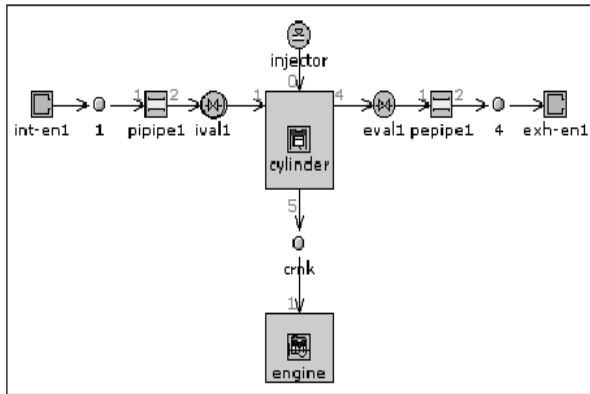 injector
0
1 2 1 4 1 2
int-en1 1 pipipe1 ival1 eval1 pepipe1 4 exh-en1
cylinder
5
crnk
1
engine